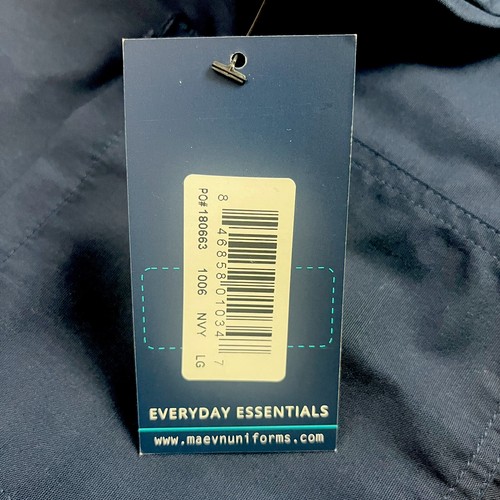 PO#180663 1006 NVY LG
8 46858 01034 7
EVERYDAY ESSENTIALS
www.maevnuniforms.com